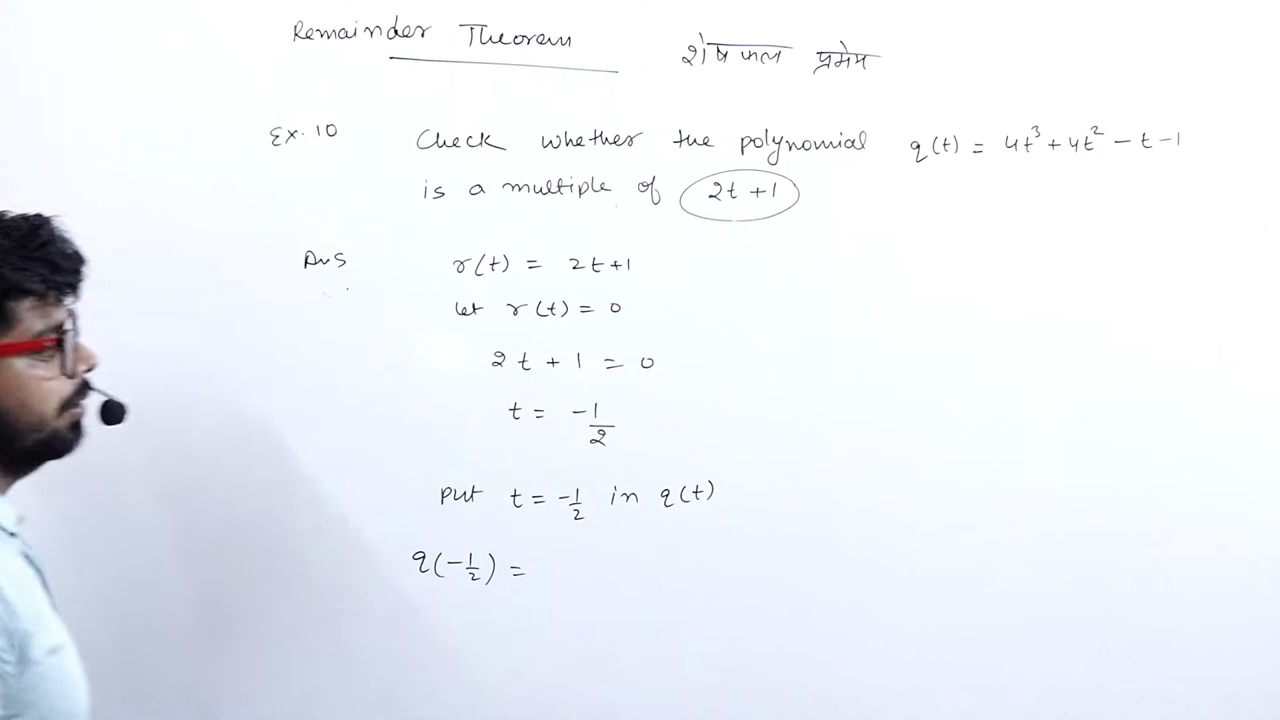 Remainder Theorem शेषफल प्रमेय
Ex. 10 Check whether the polynomial q(t) = 4t³ + 4t² - t - 1
is a multiple of 2t + 1
Ans r(t) = 2t + 1
let r(t) = 0
2t + 1 = 0
t = -1/2
put t = -1/2 in q(t)
q(-1/2) =